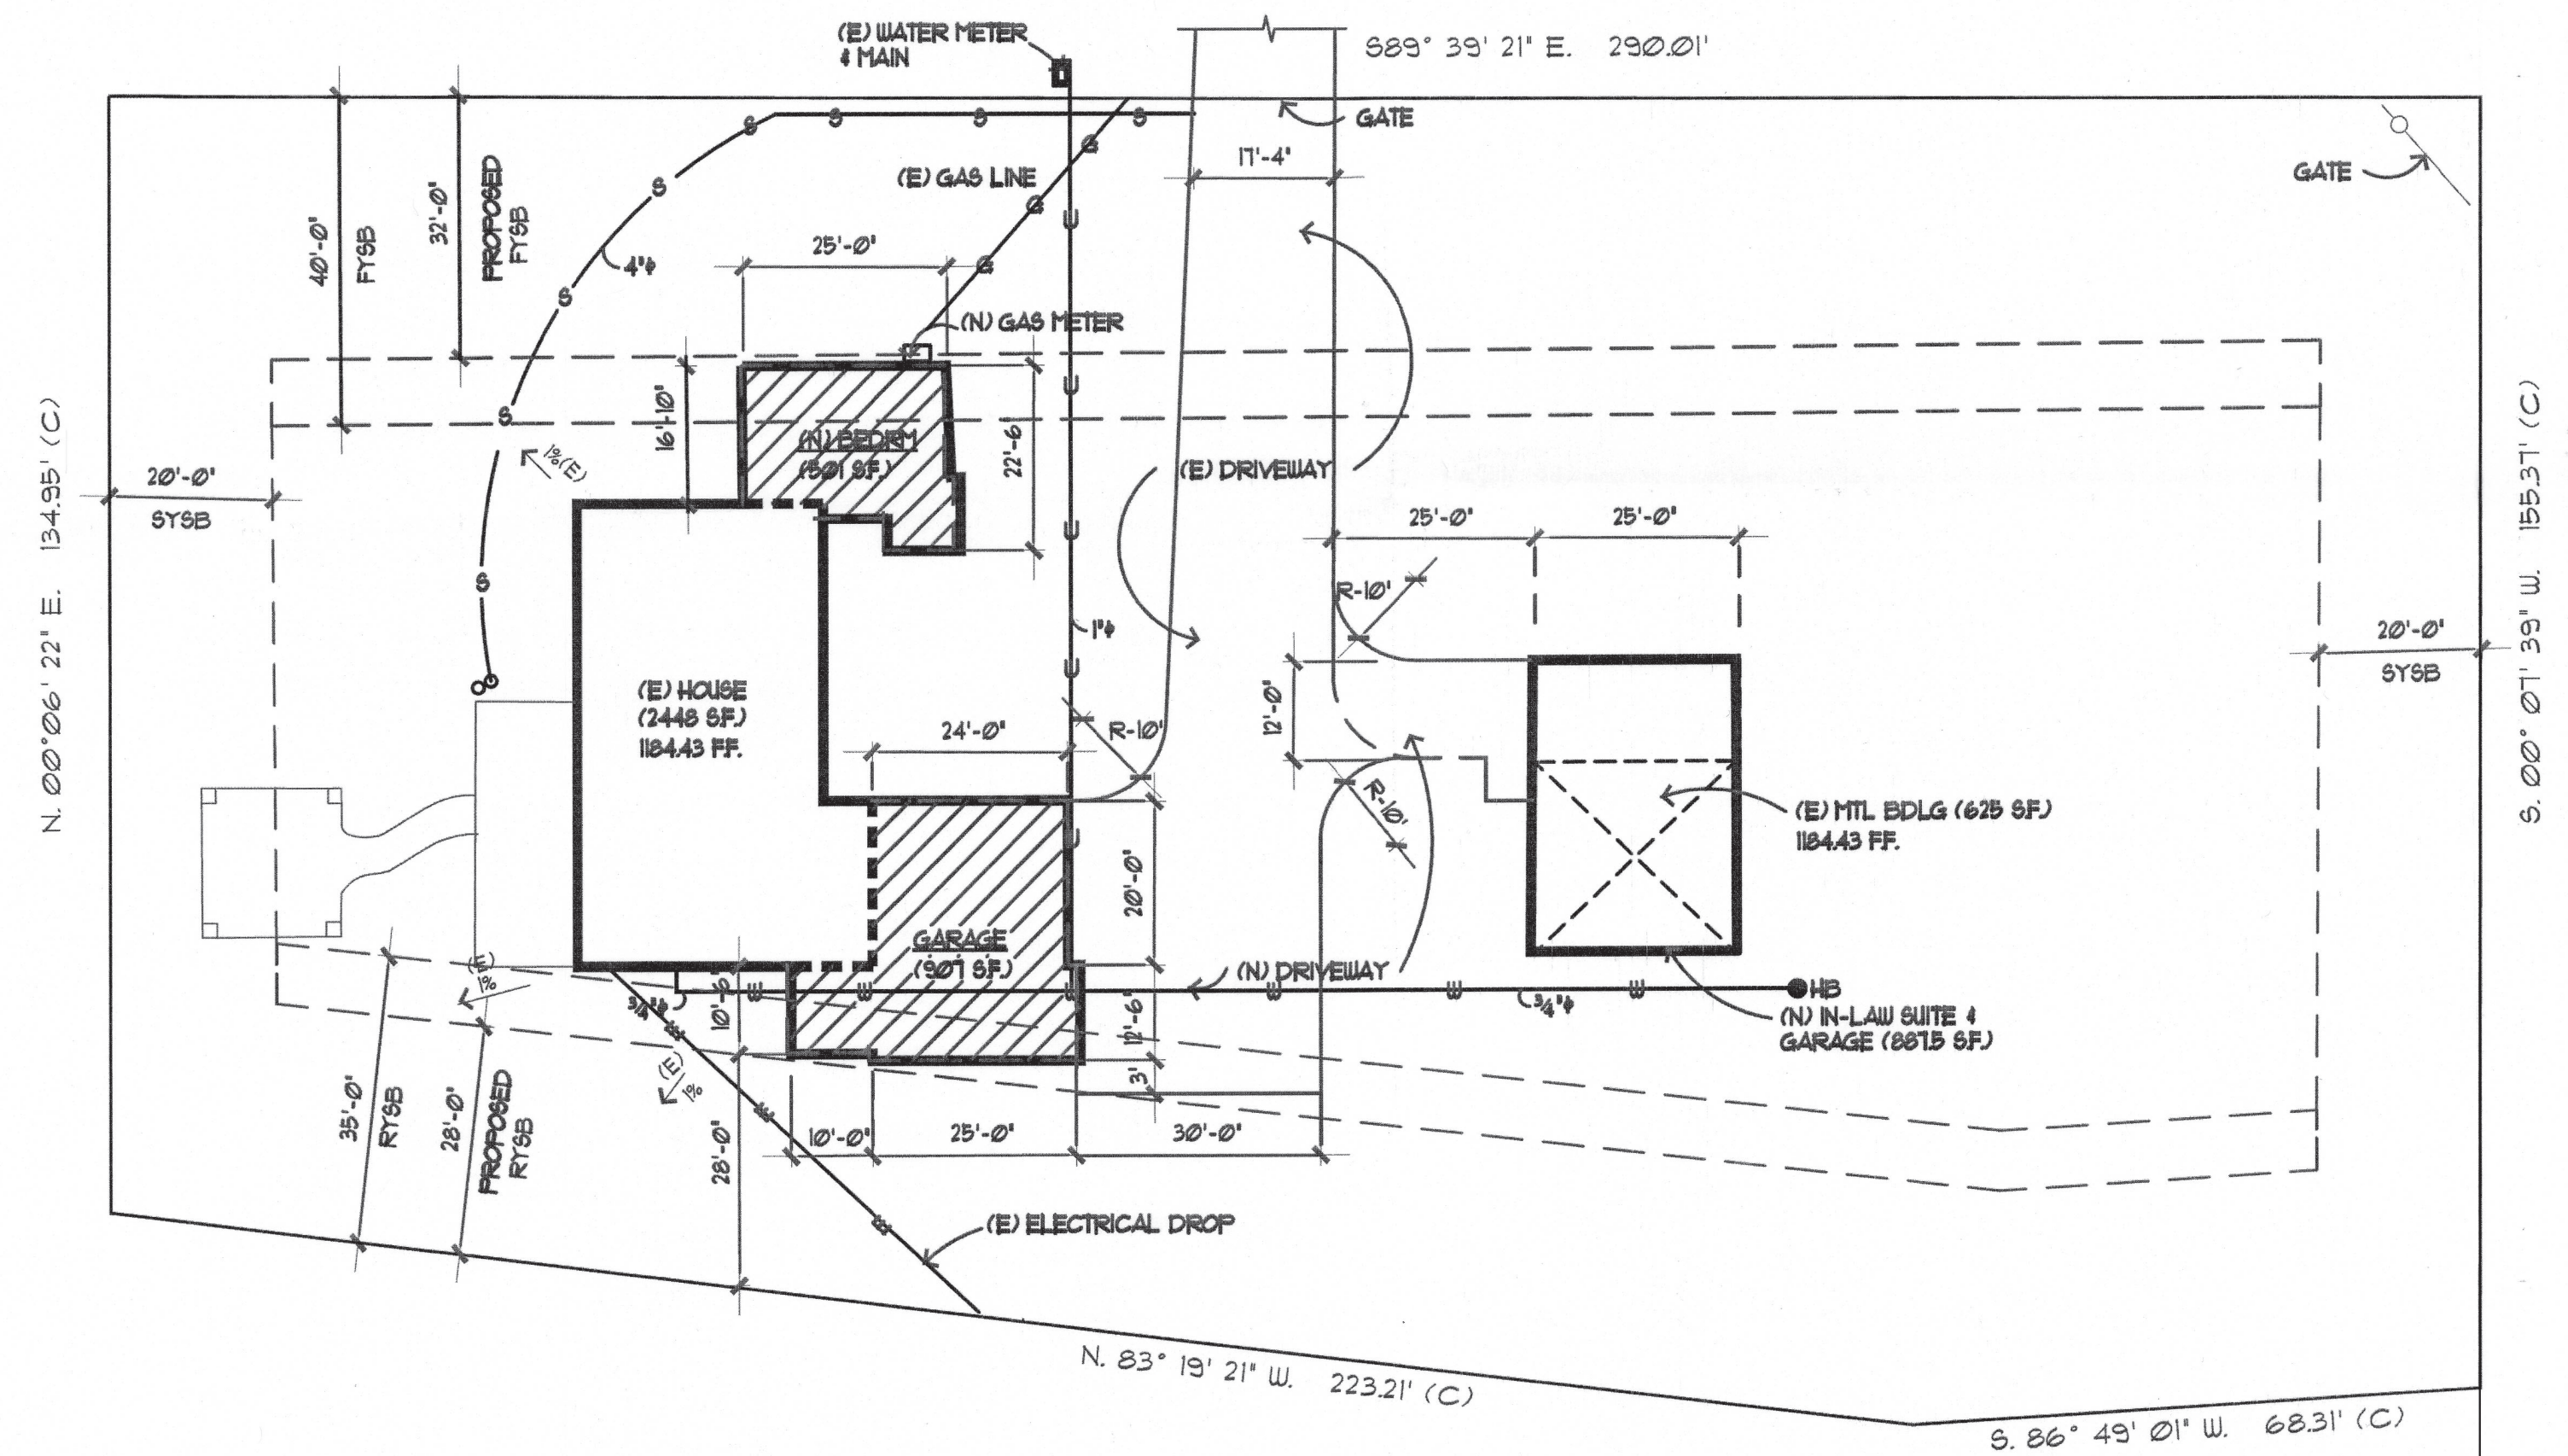 (E) WATER METER
& MAIN
S89° 39' 21" E. 290.01'
GATE
GATE
17'-4"
(E) GAS LINE
40'-0"
FYSB
32'-0"
PROPOSED
FYSB
4"ϕ
25'-0"
(N) GAS METER
16'-10"
(N) BEDRM
(501 S.F.)
22'-6"
1% (E)
20'-0"
SYSB
N. 00°06' 22" E. 134.95' (C)
(E) DRIVEWAY
25'-0"
25'-0"
R-10'
1"ϕ
(E) HOUSE
(2448 S.F.)
1184.43 FF.
24'-0"
R-10'
12'-0"
R-10'
20'-0"
SYSB
S. 00° 07' 39" W. 155.37' (C)
(E) MTL BDLG (625 S.F.)
1184.43 FF.
20'-0"
GARAGE
(907 S.F.)
(N) DRIVEWAY
(E)
1%
3/4"ϕ
10'-6"
12'-6"
3'
3/4"ϕ
HB
(N) IN-LAW SUITE &
GARAGE (887.5 S.F.)
(E)
1%
35'-0"
RYSB
28'-0"
PROPOSED
RYSB
28'-0"
10'-0"
25'-0"
30'-0"
(E) ELECTRICAL DROP
N. 83° 19' 21" W. 223.21' (C)
S. 86° 49' 01" W. 68.31' (C)
S
S
S
S
S
S
S
S
S
G
G
G
W
W
W
W
W
W
W
W
W
W
W
E
E
E